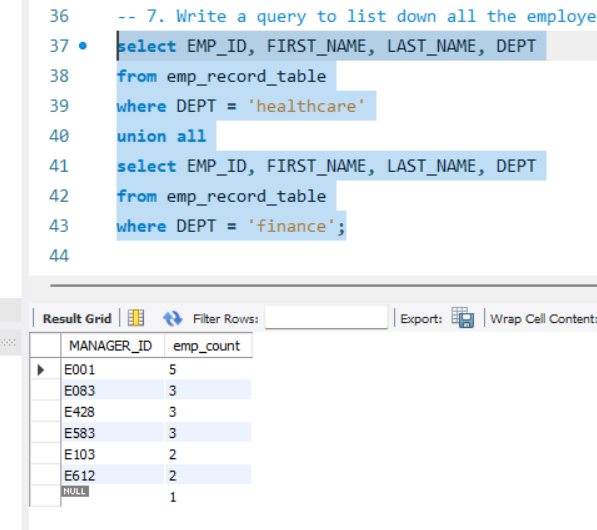 36 -- 7. Write a query to list down all the employe
37 select EMP_ID, FIRST_NAME, LAST_NAME, DEPT
38 from emp_record_table
39 where DEPT = 'healthcare'
40 union all
41 select EMP_ID, FIRST_NAME, LAST_NAME, DEPT
42 from emp_record_table
43 where DEPT = 'finance';
44
Result Grid Filter Rows: Export: Wrap Cell Content:
MANAGER_ID emp_count
E001 5
E083 3
E428 3
E583 3
E103 2
E612 2
NULL 1